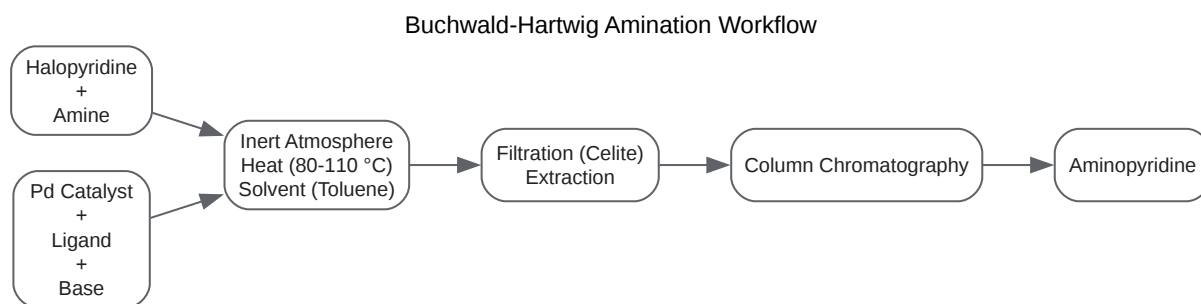 Buchwald-Hartwig Amination Workflow
Halopyridine
+
Amine
Pd Catalyst
+
Ligand
+
Base
Inert Atmosphere
Heat (80-110 °C)
Solvent (Toluene)
Filtration (Celite)
Extraction
Column Chromatography
Aminopyridine